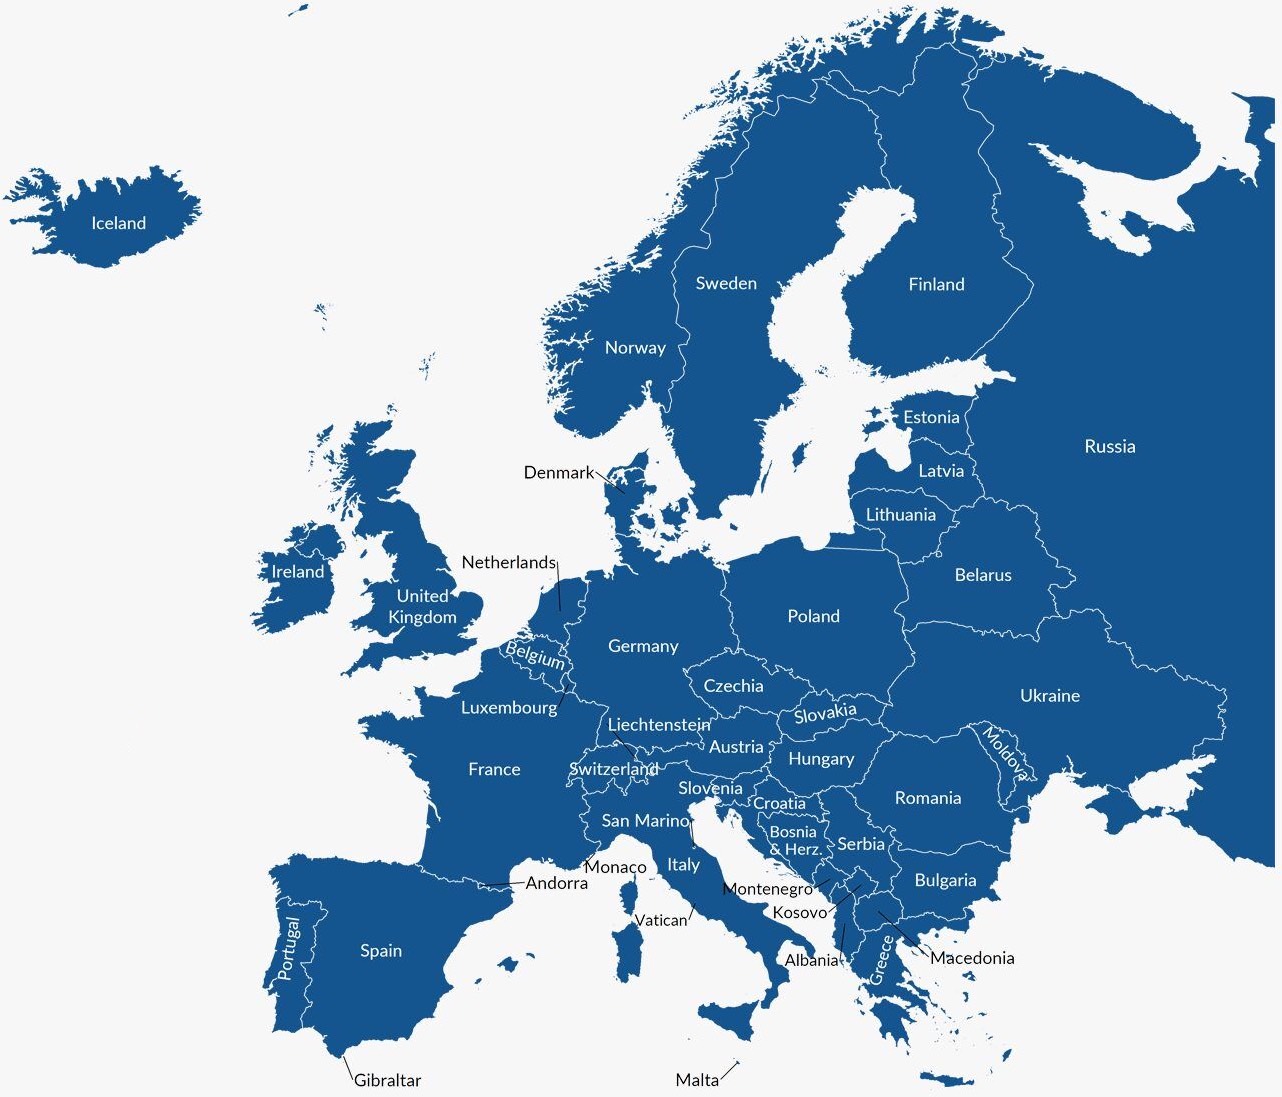 Iceland
Sweden
Finland
Norway
Estonia
Russia
Denmark
Latvia
Lithuania
Netherlands
Ireland
Belarus
United
Kingdom
Poland
Germany
Belgium
Czechia
Ukraine
Luxembourg
Slovakia
Liechtenstein
Austria
Moldova
Hungary
France
Switzerland
Slovenia
Romania
Croatia
San Marino
Bosnia
& Herz.
Serbia
Italy
Monaco
Bulgaria
Andorra
Montenegro
Kosovo
Vatican
Portugal
Spain
Albania
Greece
Macedonia
Gibraltar
Malta